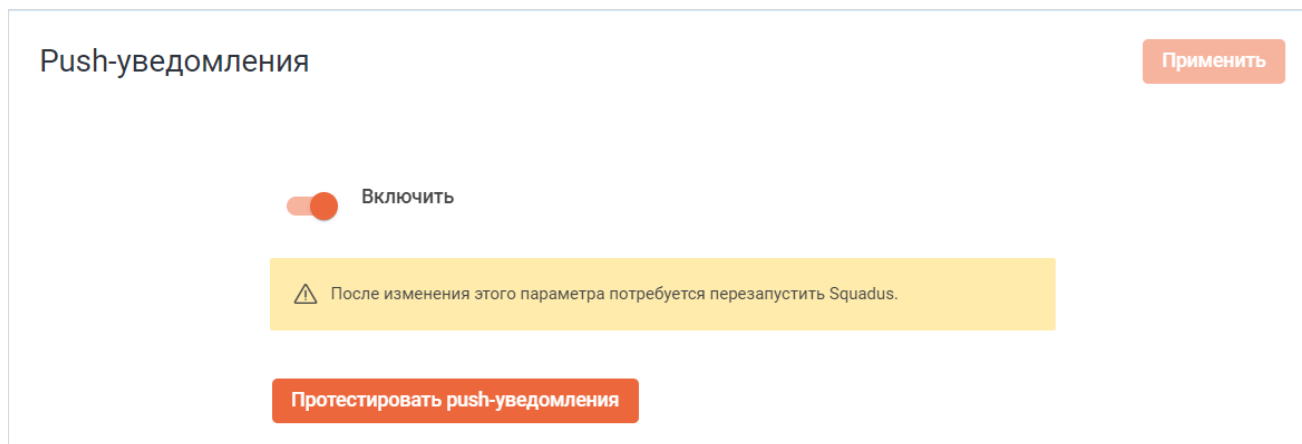 Push-уведомления
Применить
Включить
После изменения этого параметра потребуется перезапустить Squadus.
Протестировать push-уведомления